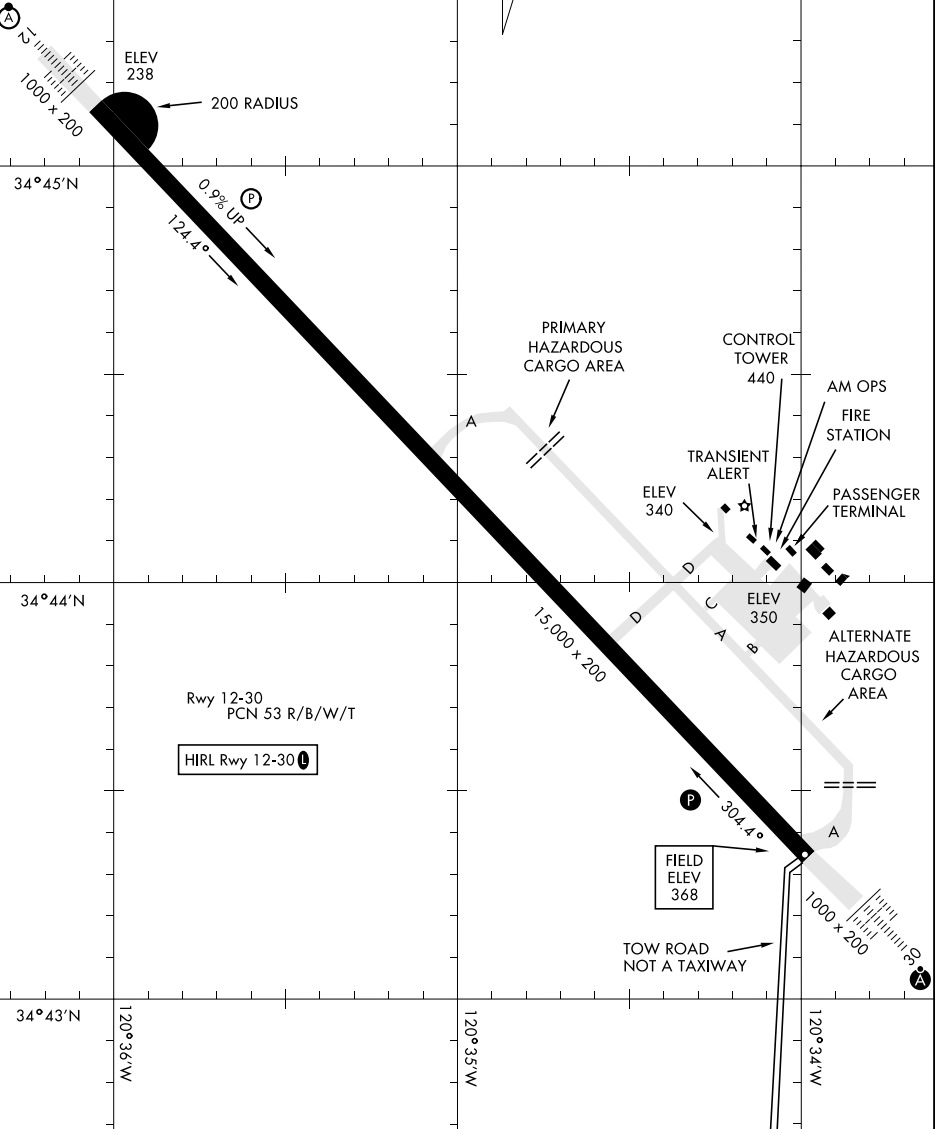 A
12
ELEV
238
1000 x 200
200 RADIUS
34°45'N
0.9% UP
P
124.4°
PRIMARY
HAZARDOUS
CARGO AREA
CONTROL
TOWER
440
AM OPS
FIRE
STATION
A
TRANSIENT
ALERT
PASSENGER
TERMINAL
ELEV
340
D
34°44'N
ELEV
350
D
C
A
B
15,000 x 200
ALTERNATE
HAZARDOUS
CARGO
AREA
Rwy 12-30
PCN 53 R/B/W/T
HIRL Rwy 12-30 L
P
304.4°
A
FIELD
ELEV
368
1000 x 200
TOW ROAD
NOT A TAXIWAY
30
A
34°43'N
120°36'W
120°35'W
120°34'W